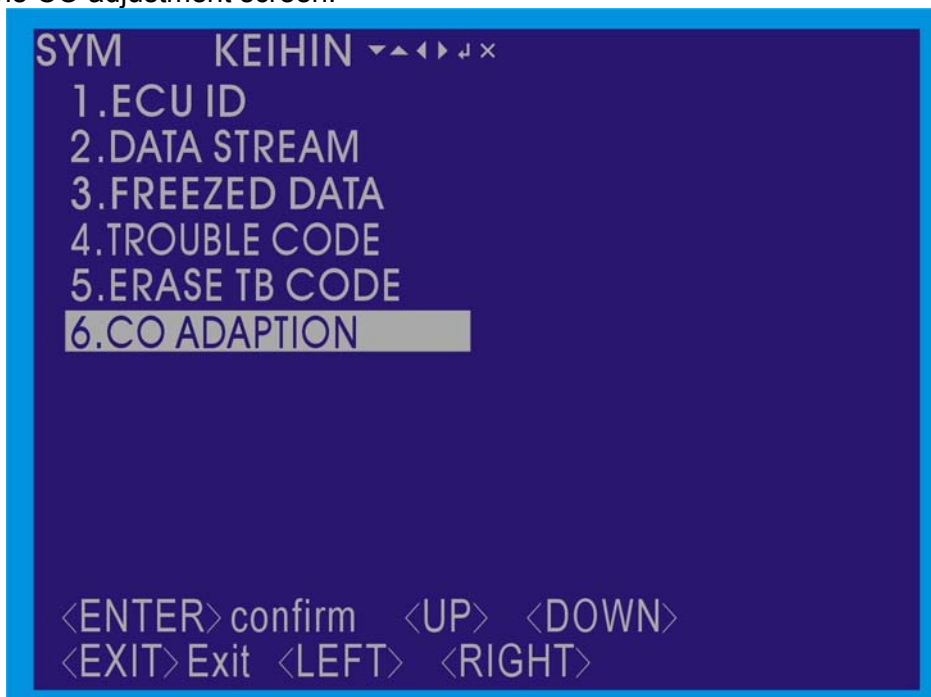 CO adjustment screen.
SYM KEIHIN ▼▲◀▶↲×
1.ECU ID
2.DATA STREAM
3.FREEZED DATA
4.TROUBLE CODE
5.ERASE TB CODE
6.CO ADAPTION
<ENTER> confirm <UP> <DOWN>
<EXIT> Exit <LEFT> <RIGHT>